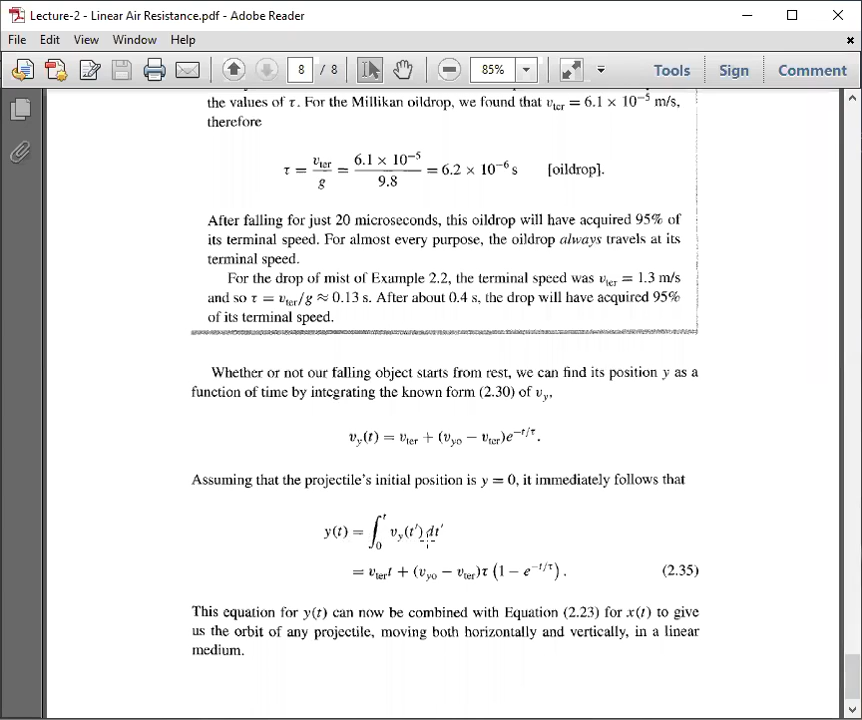 Lecture-2 - Linear Air Resistance.pdf - Adobe Reader
File Edit View Window Help
8 / 8 85% Tools Sign Comment
the values of τ. For the Millikan oildrop, we found that v_ter = 6.1 × 10⁻⁵ m/s,
therefore
τ = v_ter/g = 6.1 × 10⁻⁵/9.8 = 6.2 × 10⁻⁶ s [oildrop].
After falling for just 20 microseconds, this oildrop will have acquired 95% of
its terminal speed. For almost every purpose, the oildrop always travels at its
terminal speed.
For the drop of mist of Example 2.2, the terminal speed was v_ter = 1.3 m/s
and so τ = v_ter/g ≈ 0.13 s. After about 0.4 s, the drop will have acquired 95%
of its terminal speed.
Whether or not our falling object starts from rest, we can find its position y as a
function of time by integrating the known form (2.30) of v_y,
v_y(t) = v_ter + (v_yo − v_ter)e^(−t/τ).
Assuming that the projectile's initial position is y = 0, it immediately follows that
y(t) = ∫₀ᵗ v_y(t′) dt′
= v_ter t + (v_yo − v_ter)τ (1 − e^(−t/τ)). (2.35)
This equation for y(t) can now be combined with Equation (2.23) for x(t) to give
us the orbit of any projectile, moving both horizontally and vertically, in a linear
medium.